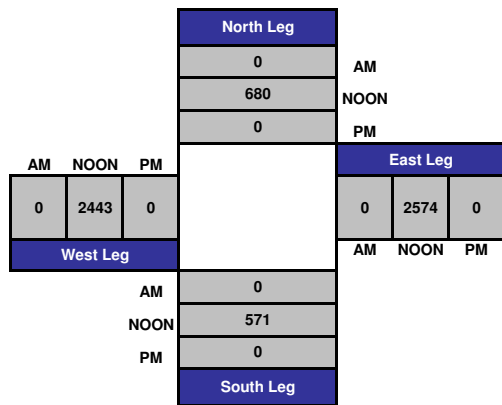 North Leg
0 AM
680 NOON
0 PM
AM NOON PM East Leg
0 2443 0 0 2574 0
West Leg AM NOON PM
AM 0
NOON 571
PM 0
South Leg